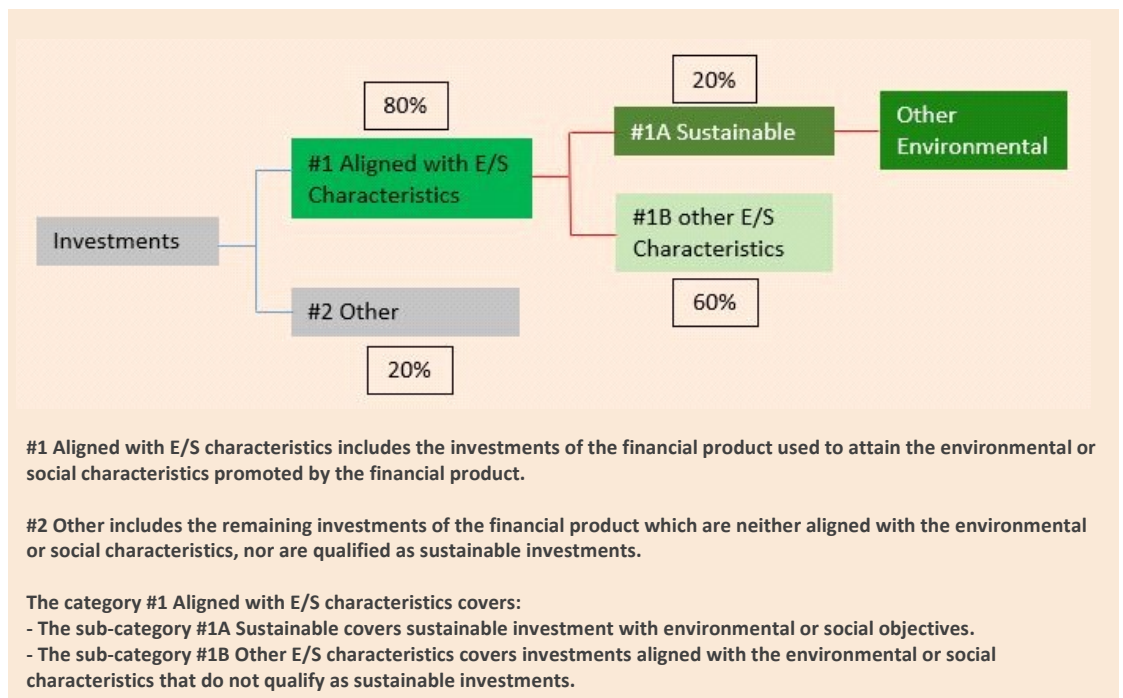 20%
80%
Other
Environmental
#1A Sustainable
#1 Aligned with E/S
Characteristics
#1B other E/S
Characteristics
Investments
60%
#2 Other
20%
#1 Aligned with E/S characteristics includes the investments of the financial product used to attain the environmental or
social characteristics promoted by the financial product.
#2 Other includes the remaining investments of the financial product which are neither aligned with the environmental
or social characteristics, nor are qualified as sustainable investments.
The category #1 Aligned with E/S characteristics covers:
- The sub-category #1A Sustainable covers sustainable investment with environmental or social objectives.
- The sub-category #1B Other E/S characteristics covers investments aligned with the environmental or social
characteristics that do not qualify as sustainable investments.